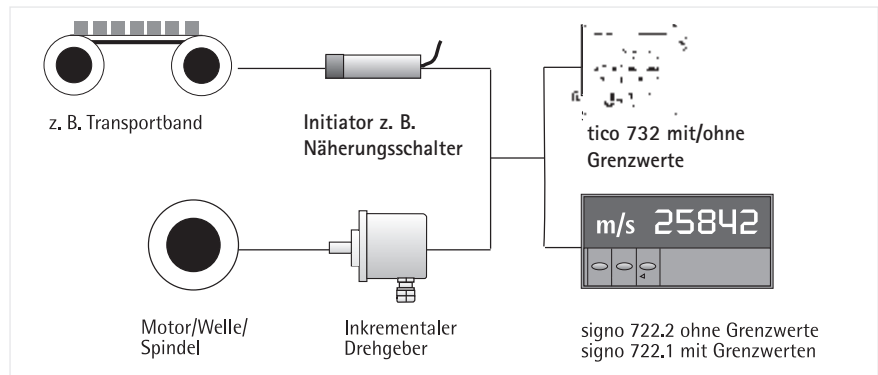 z. B. Transportband
Initiator z. B.
Näherungsschalter
tico 732 mit/ohne
Grenzwerte
m/s 25842
Motor/Welle/
Spindel
Inkrementaler
Drehgeber
signo 722.2 ohne Grenzwerte
signo 722.1 mit Grenzwerten